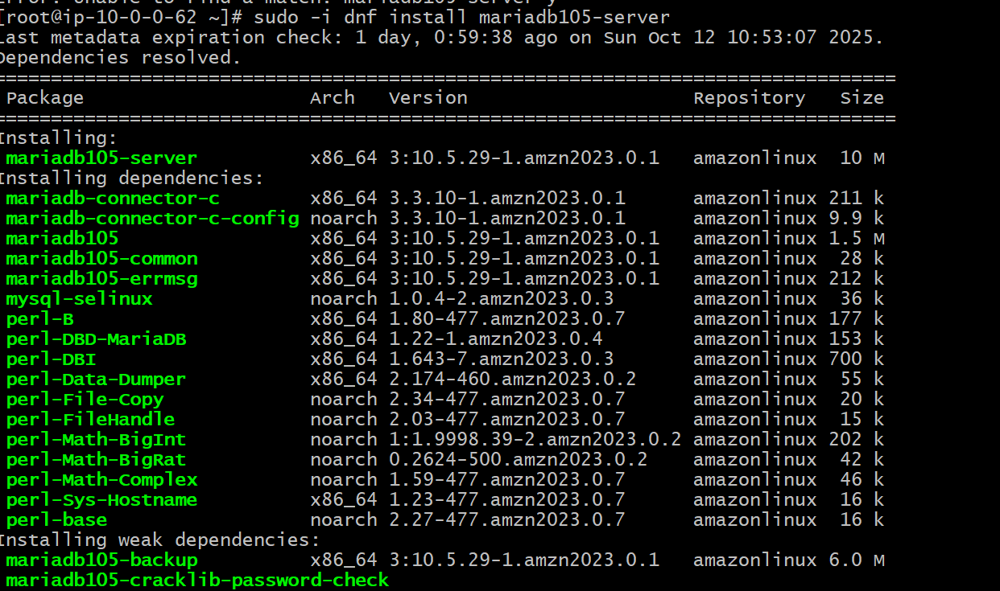 [root@ip-10-0-0-62 ~]# sudo -i dnf install mariadb105-server
Last metadata expiration check: 1 day, 0:59:38 ago on Sun Oct 12 10:53:07 2025.
Dependencies resolved.
================================================================================
 Package                   Arch   Version                    Repository   Size
================================================================================
Installing:
 mariadb105-server         x86_64 3:10.5.29-1.amzn2023.0.1   amazonlinux  10 M
Installing dependencies:
 mariadb-connector-c       x86_64 3.3.10-1.amzn2023.0.1      amazonlinux 211 k
 mariadb-connector-c-config noarch 3.3.10-1.amzn2023.0.1     amazonlinux 9.9 k
 mariadb105                x86_64 3:10.5.29-1.amzn2023.0.1   amazonlinux 1.5 M
 mariadb105-common         x86_64 3:10.5.29-1.amzn2023.0.1   amazonlinux  28 k
 mariadb105-errmsg         x86_64 3:10.5.29-1.amzn2023.0.1   amazonlinux 212 k
 mysql-selinux             noarch 1.0.4-2.amzn2023.0.3       amazonlinux  36 k
 perl-B                    x86_64 1.80-477.amzn2023.0.7      amazonlinux 177 k
 perl-DBD-MariaDB          x86_64 1.22-1.amzn2023.0.4        amazonlinux 153 k
 perl-DBI                  x86_64 1.643-7.amzn2023.0.3       amazonlinux 700 k
 perl-Data-Dumper          x86_64 2.174-460.amzn2023.0.2     amazonlinux  55 k
 perl-File-Copy            noarch 2.34-477.amzn2023.0.7      amazonlinux  20 k
 perl-FileHandle           noarch 2.03-477.amzn2023.0.7      amazonlinux  15 k
 perl-Math-BigInt          noarch 1:1.9998.39-2.amzn2023.0.2 amazonlinux 202 k
 perl-Math-BigRat          noarch 0.2624-500.amzn2023.0.2    amazonlinux  42 k
 perl-Math-Complex         noarch 1.59-477.amzn2023.0.7      amazonlinux  46 k
 perl-Sys-Hostname         x86_64 1.23-477.amzn2023.0.7      amazonlinux  16 k
 perl-base                 noarch 2.27-477.amzn2023.0.7      amazonlinux  16 k
Installing weak dependencies:
 mariadb105-backup         x86_64 3:10.5.29-1.amzn2023.0.1   amazonlinux 6.0 M
 mariadb105-cracklib-password-check